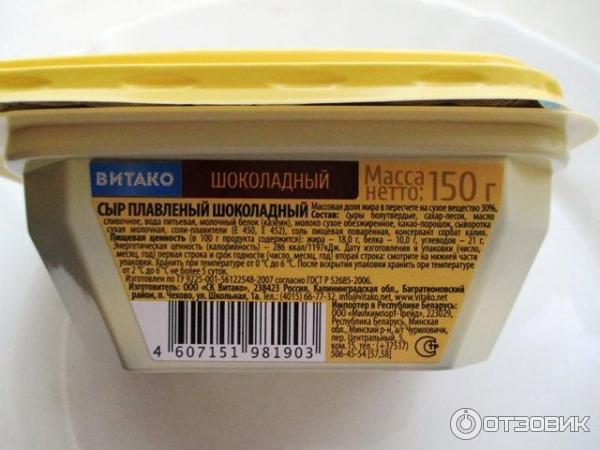 ВИТАКО ШОКОЛАДНЫЙ Масса нетто: 150 г
СЫР ПЛАВЛЕНЫЙ ШОКОЛАДНЫЙ Массовая доля жира в пересчете на сухое вещество 30%.
Состав: сыры полутвердые, сахар-песок, масло
сливочное, вода питьевая, молочный белок (казеин), молоко сухое обезжиренное, какао-порошок, сыворотка
сухая молочная, соли-плавители (Е 450, Е 452), соль пищевая поваренная, консервант сорбат калия.
Пищевая ценность (в 100 г продукта содержится): жира – 18,0 г, белка – 10,0 г, углеводов – 21 г.
Энергетическая ценность (калорийность) – 286 ккал/1197кДж. Дату изготовления и упаковки (число,
месяц, год) первая строка и срок годности (число, месяц, год) вторая строка: смотрите на нижней части
упаковки. Хранить при температуре от 0 °С до 6 °С. После вскрытия упаковки хранить при температуре
от 2 °С до 6 °С не более 5 суток.
Изготовлен по ТУ 9225-001-56122548-2007 согласно ГОСТ Р 52685-2006.
Изготовитель: ООО «СК Витако», 238423 Россия, Калининградская обл., Багратионовский
район, п. Чехово, ул. Школьная, 1а. Тел.: (4015) 66-77-32, info@vitako.net, www.vitako.net
Импортер в Республике Беларусь:
ООО «Милкимпорт-Трейд», 223029,
Республика Беларусь, Минская
обл., Минский р-н, а/г Чуриловичи,
пер. Центральный, 5,
ком. 15, тел.: (+37517)
506-45-54 [57,58]
4 607151 981903
ОТЗОВИК